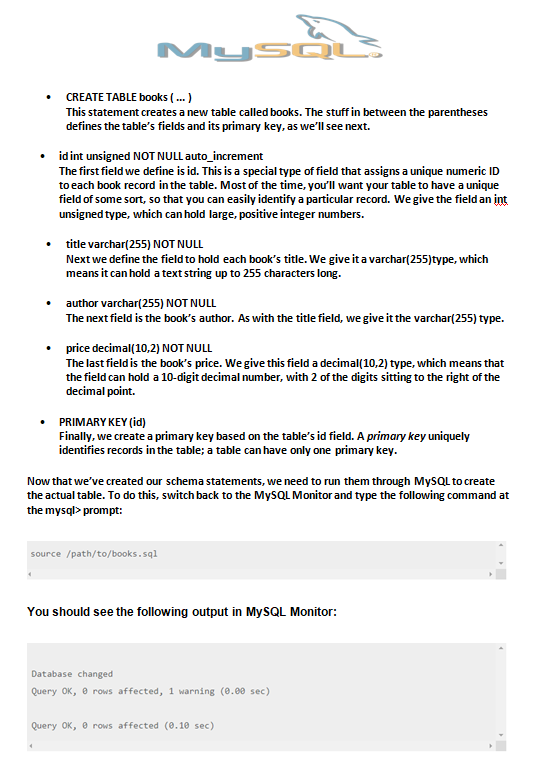 MySQL.
• CREATE TABLE books ( ... )
This statement creates a new table called books. The stuff in between the parentheses
defines the table's fields and its primary key, as we'll see next.
• id int unsigned NOT NULL auto_increment
The first field we define is id. This is a special type of field that assigns a unique numeric ID
to each book record in the table. Most of the time, you'll want your table to have a unique
field of some sort, so that you can easily identify a particular record. We give the field an int
unsigned type, which can hold large, positive integer numbers.
• title varchar(255) NOT NULL
Next we define the field to hold each book's title. We give it a varchar(255)type, which
means it can hold a text string up to 255 characters long.
• author varchar(255) NOT NULL
The next field is the book's author. As with the title field, we give it the varchar(255) type.
• price decimal(10,2) NOT NULL
The last field is the book's price. We give this field a decimal(10,2) type, which means that
the field can hold a 10-digit decimal number, with 2 of the digits sitting to the right of the
decimal point.
• PRIMARY KEY (id)
Finally, we create a primary key based on the table's id field. A primary key uniquely
identifies records in the table; a table can have only one primary key.
Now that we've created our schema statements, we need to run them through MySQL to create
the actual table. To do this, switch back to the MySQL Monitor and type the following command at
the mysql> prompt:
source /path/to/books.sql
You should see the following output in MySQL Monitor:
Database changed
Query OK, 0 rows affected, 1 warning (0.00 sec)
Query OK, 0 rows affected (0.10 sec)